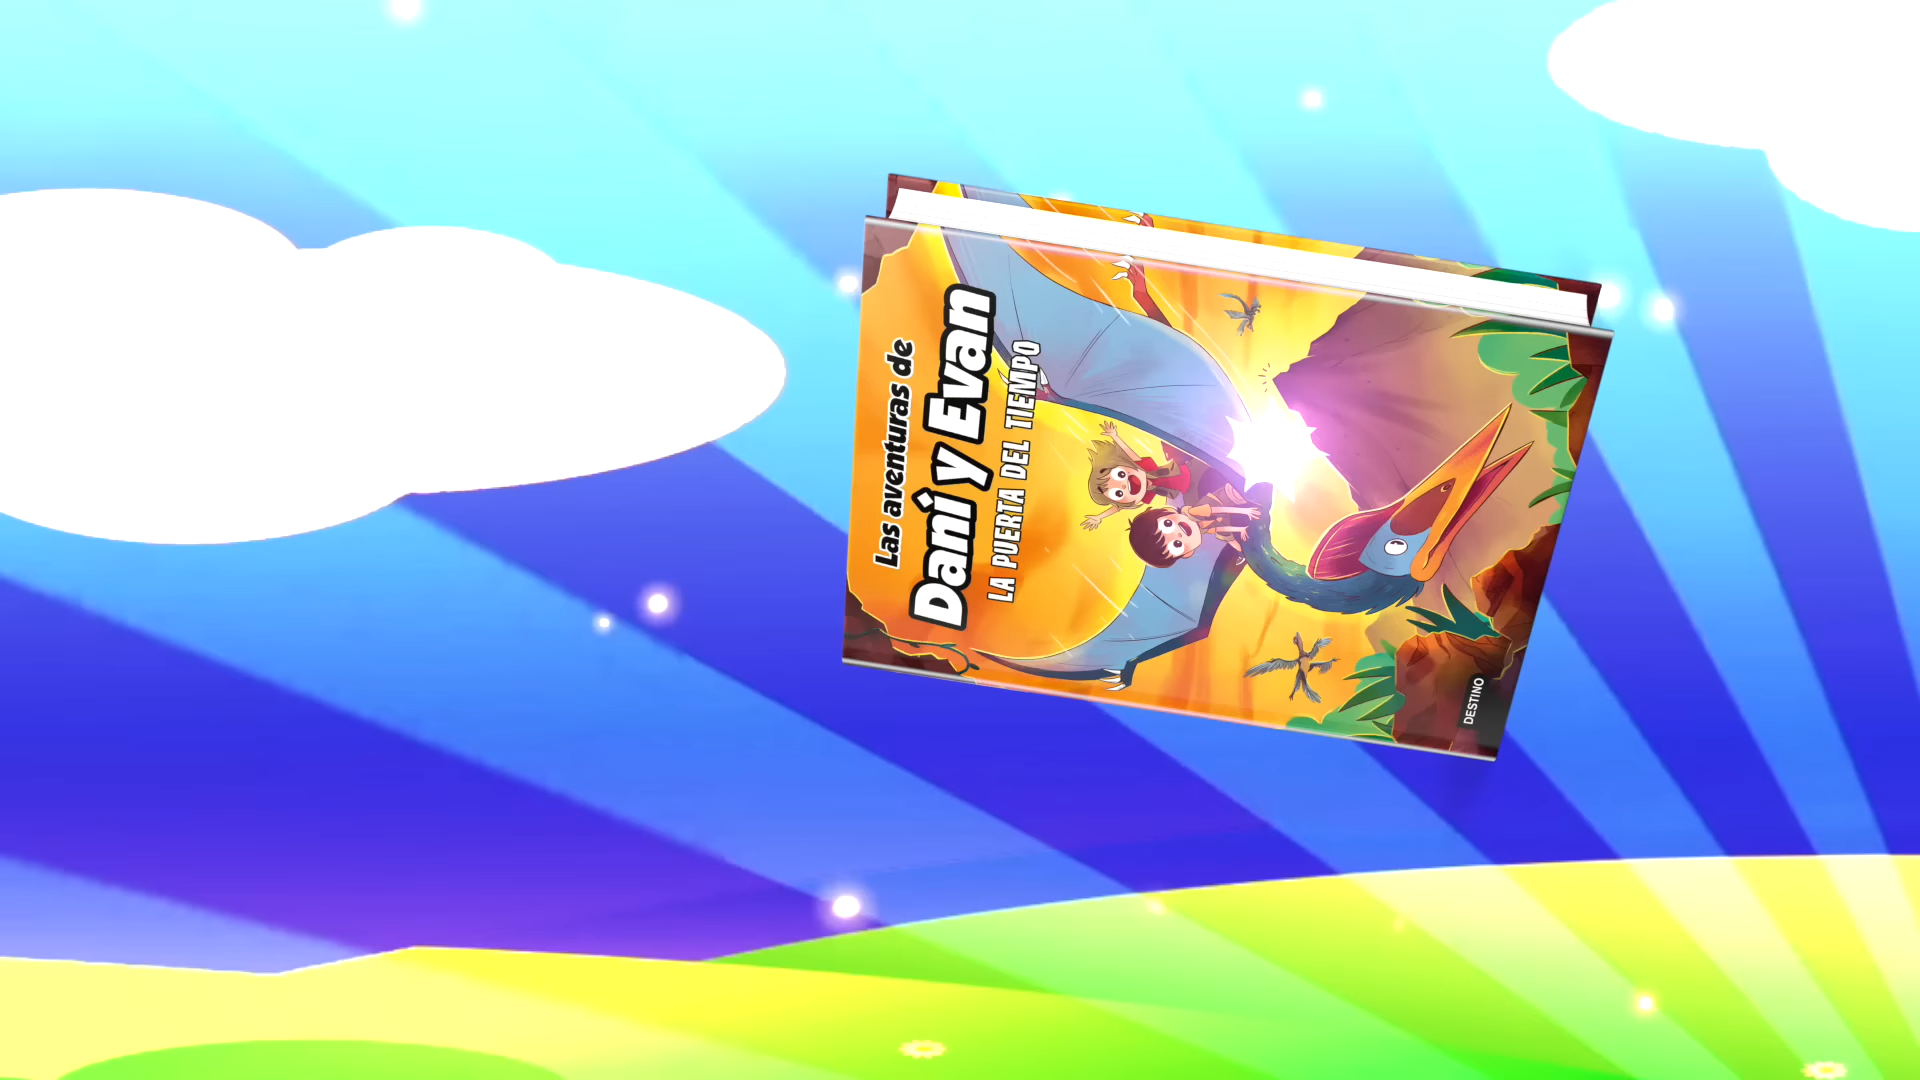 Las aventuras de
Dani y Evan
LA PUERTA DEL TIEMPO
DESTINO